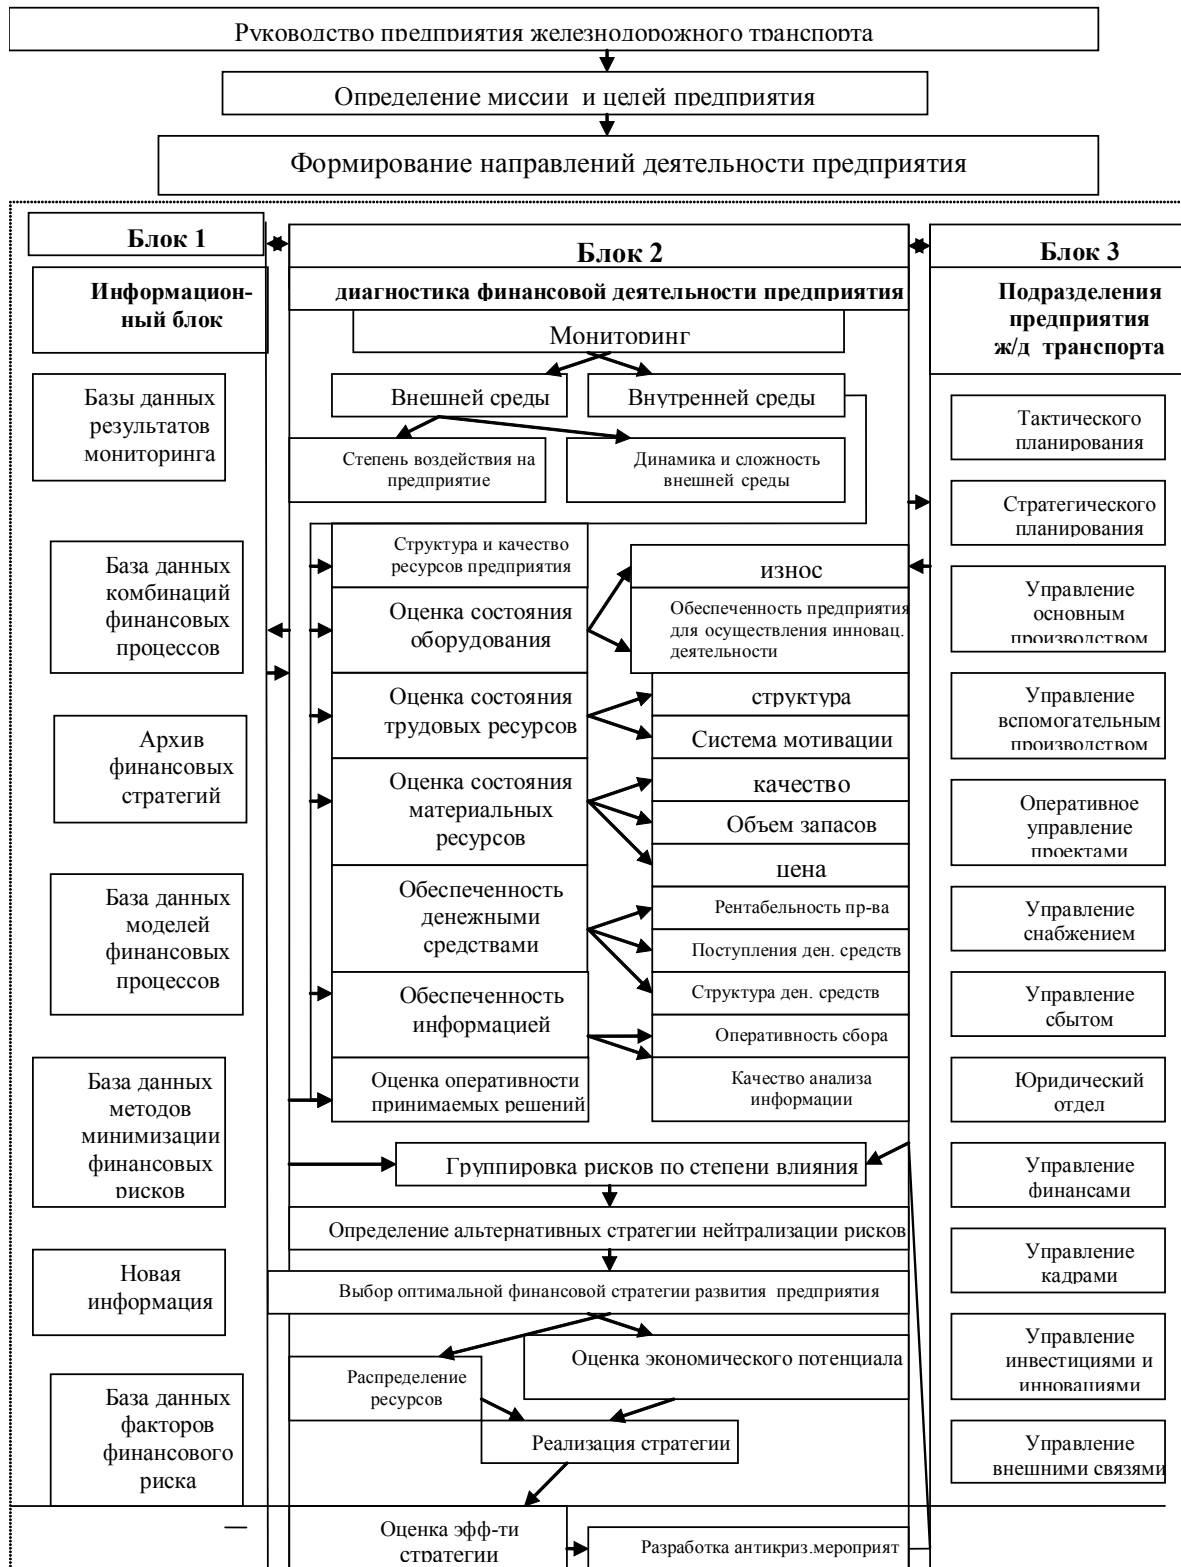 Руководство предприятия железнодорожного транспорта
Определение миссии и целей предприятия
Формирование направлений деятельности предприятия
Блок 1
Информацион-
ный блок
Базы данных
результатов
мониторинга
База данных
комбинаций
финансовых
процессов
Архив
финансовых
стратегий
База данных
моделей
финансовых
процессов
База данных
методов
минимизации
финансовых
рисков
Новая
информация
База данных
факторов
финансового
риска
Блок 2
диагностика финансовой деятельности предприятия
Мониторинг
Внешней среды
Внутренней среды
Степень воздействия на
предприятие
Динамика и сложность
внешней среды
Структура и качество
ресурсов предприятия
Оценка состояния
оборудования
износ
Обеспеченность предприятия
для осуществления инновац.
деятельности
Оценка состояния
трудовых ресурсов
структура
Система мотивации
Оценка состояния
материальных
ресурсов
качество
Объем запасов
цена
Обеспеченность
денежными
средствами
Рентабельность пр-ва
Поступления ден. средств
Структура ден. средств
Обеспеченность
информацией
Оперативность сбора
Качество анализа
информации
Оценка оперативности
принимаемых решений
Группировка рисков по степени влияния
Определение альтернативных стратегии нейтрализации рисков
Выбор оптимальной финансовой стратегии развития предприятия
Распределение
ресурсов
Оценка экономического потенциала
Реализация стратегии
Оценка эфф-ти
стратегии
Разработка антикриз.мероприят
Блок 3
Подразделения
предприятия
ж/д транспорта
Тактического
планирования
Стратегического
планирования
Управление
основным
производством
Управление
вспомогательным
производством
Оперативное
управление
проектами
Управление
снабжением
Управление
сбытом
Юридический
отдел
Управление
финансами
Управление
кадрами
Управление
инвестициями и
инновациями
Управление
внешними связями